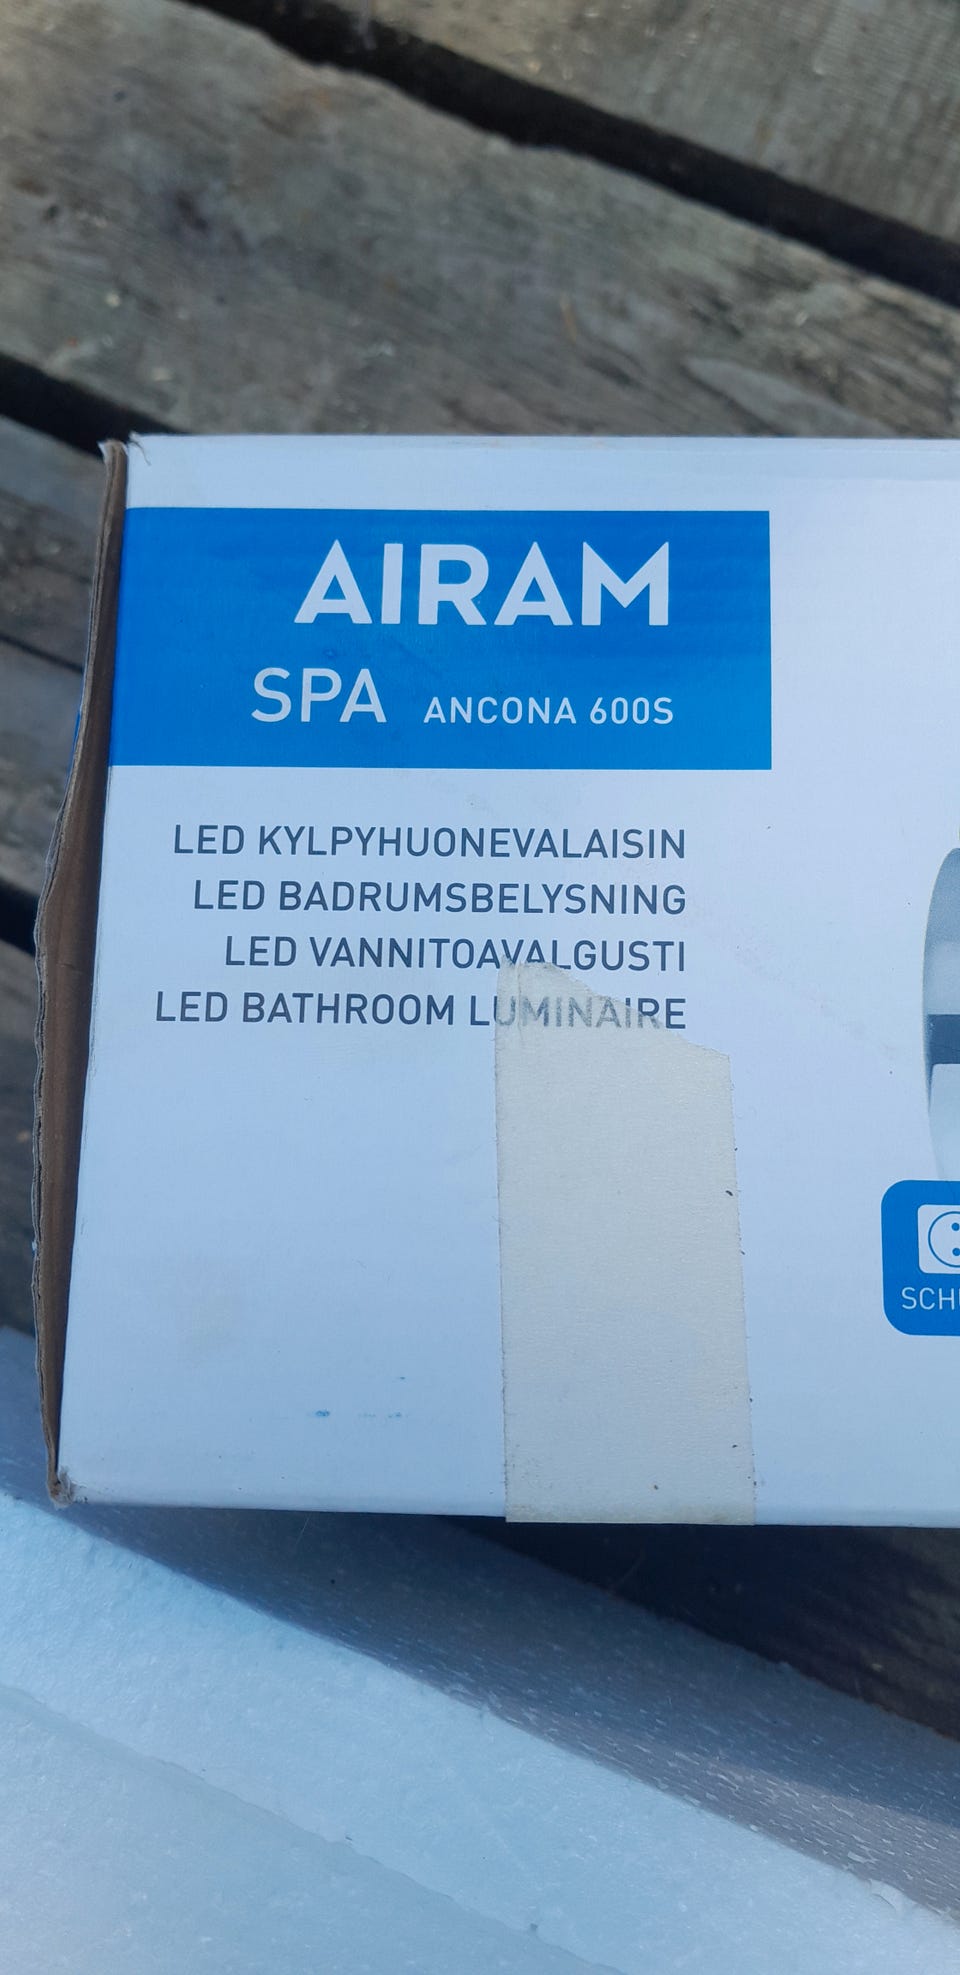 AIRAM
SPA ANCONA 600S
LED KYLPYHUONEVALAISIN
LED BADRUMSBELYSNING
LED VANNITOAVALGUSTI
LED BATHROOM LUMINAIRE